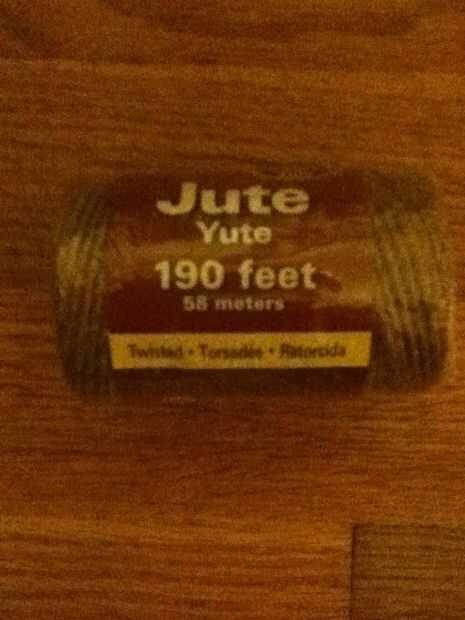 Jute
Yute
190 feet
58 meters
Twisted • Torsadée • Retorcida